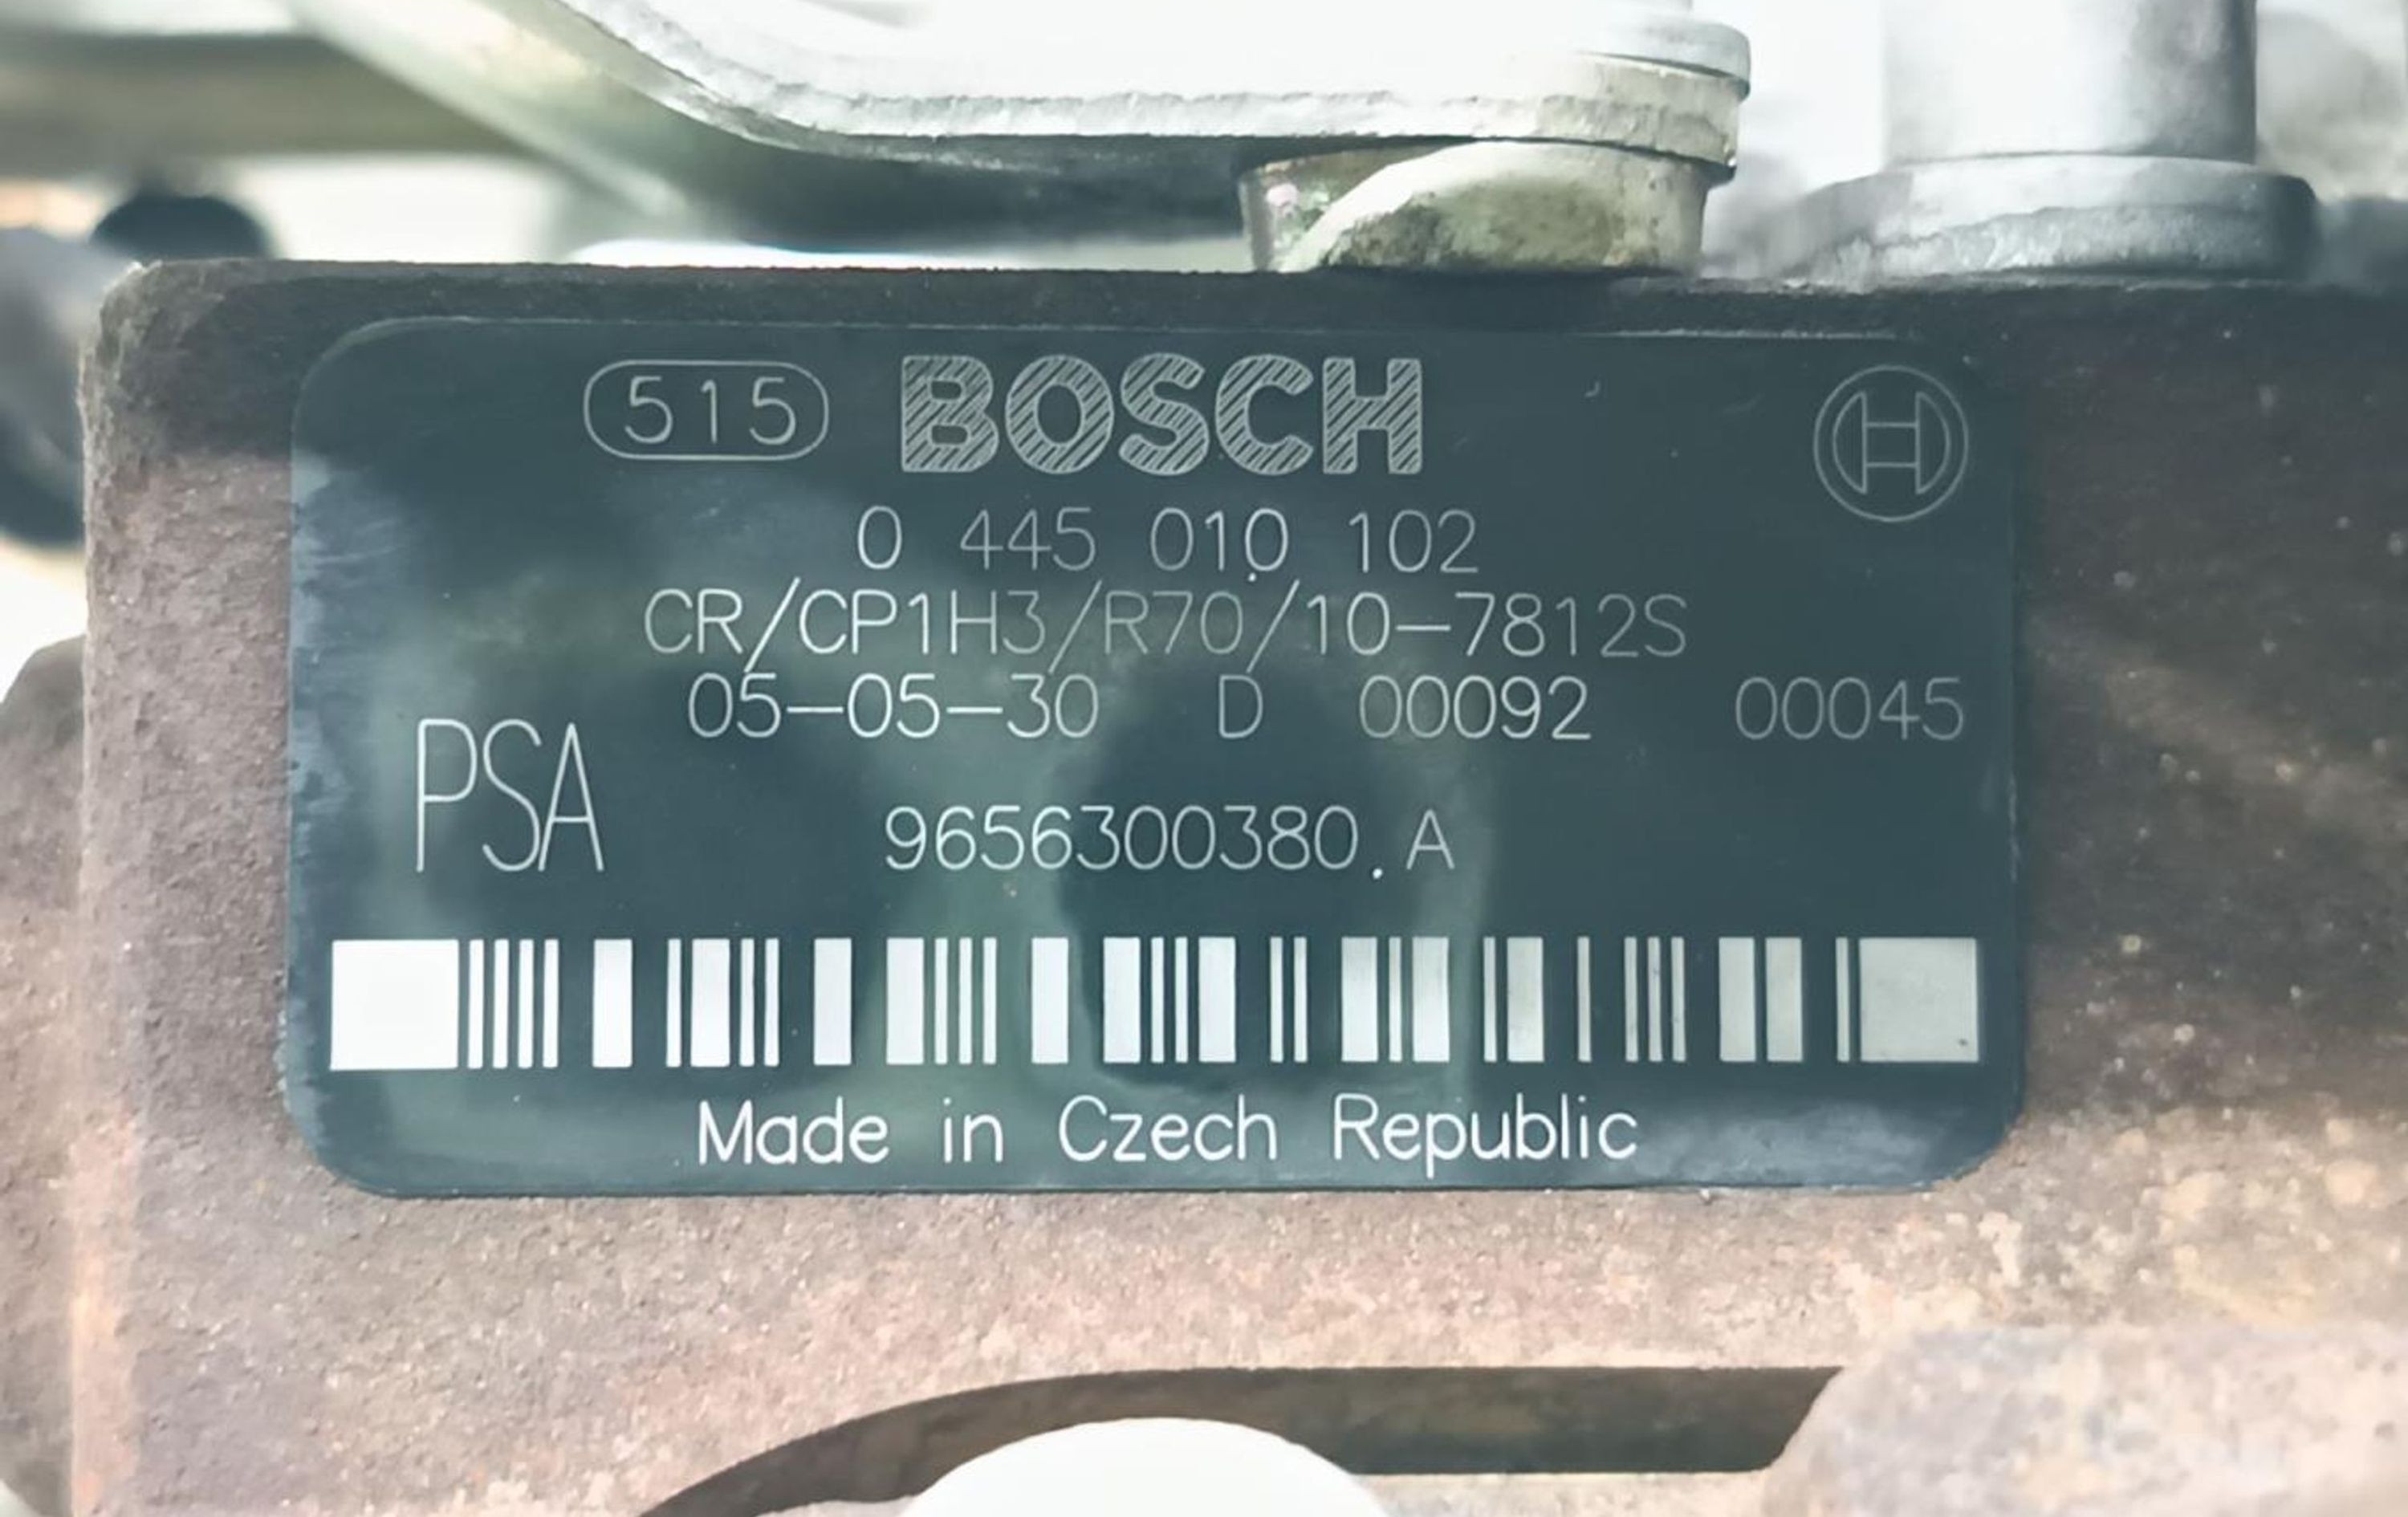 515 BOSCH
0 445 010 102
CR/CP1H3/R70/10-7812S
05-05-30 D 00092 00045
PSA 9656300380.A
Made in Czech Republic